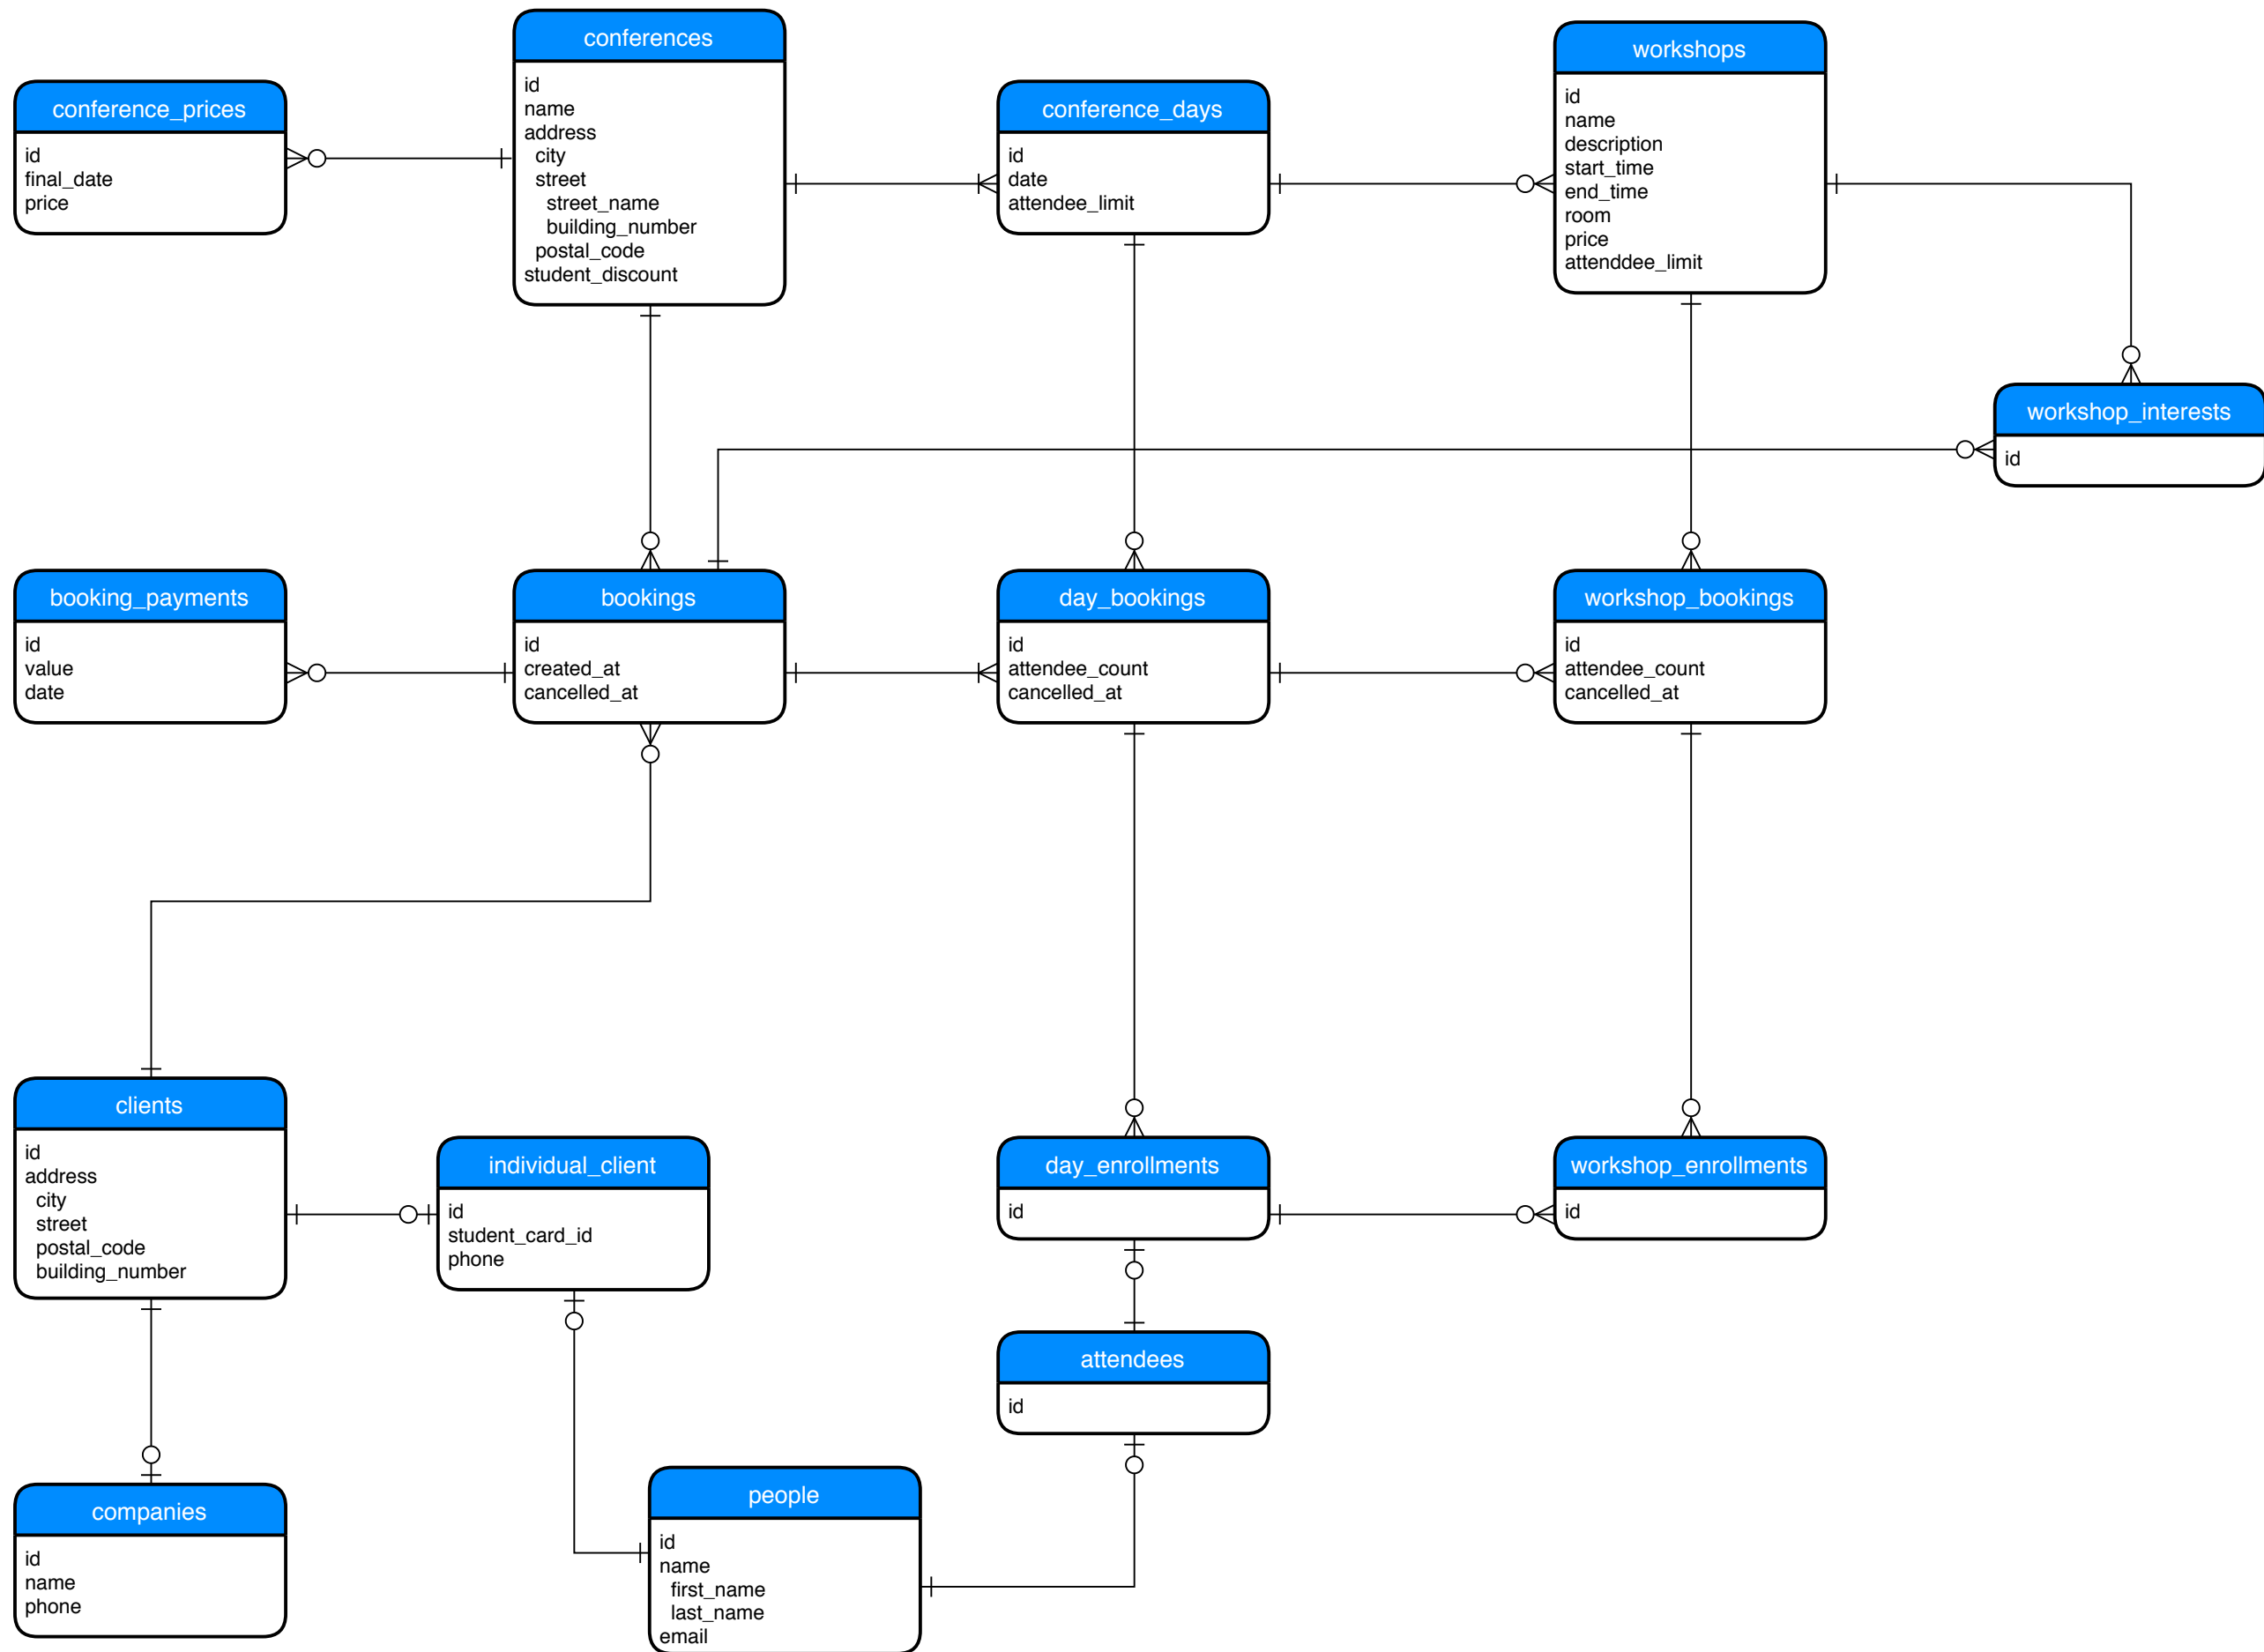 conferences
id
name
address
city
street
street_name
building_number
postal_code
student_discount
workshops
id
name
description
start_time
end_time
room
price
attenddee_limit
conference_prices
id
final_date
price
conference_days
id
date
attendee_limit
workshop_interests
id
booking_payments
id
value
date
bookings
id
created_at
cancelled_at
day_bookings
id
attendee_count
cancelled_at
workshop_bookings
id
attendee_count
cancelled_at
clients
id
address
city
street
postal_code
building_number
individual_client
id
student_card_id
phone
day_enrollments
id
workshop_enrollments
id
attendees
id
companies
id
name
phone
people
id
name
first_name
last_name
email